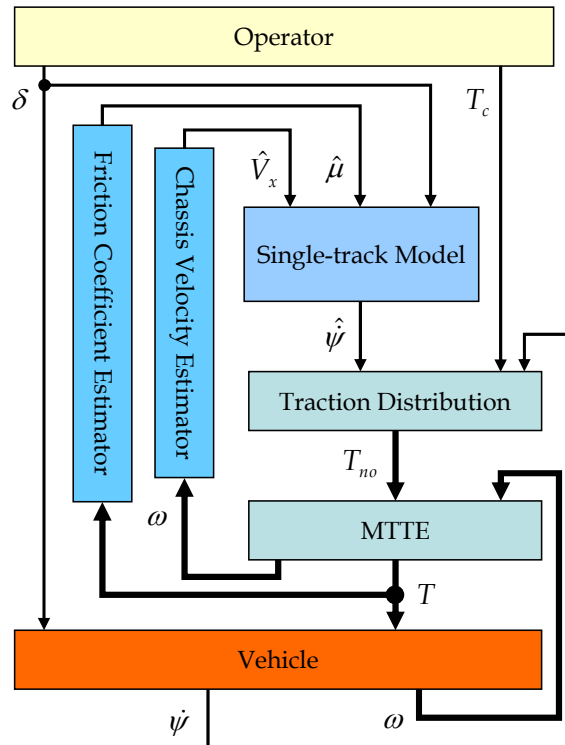 Operator
δ
T_c
Friction Coefficient Estimator
Chassis Velocity Estimator
V̂_x
μ̂
Single-track Model
ψ̇̂
Traction Distribution
T_no
ω
MTTE
T
Vehicle
ψ̇
ω